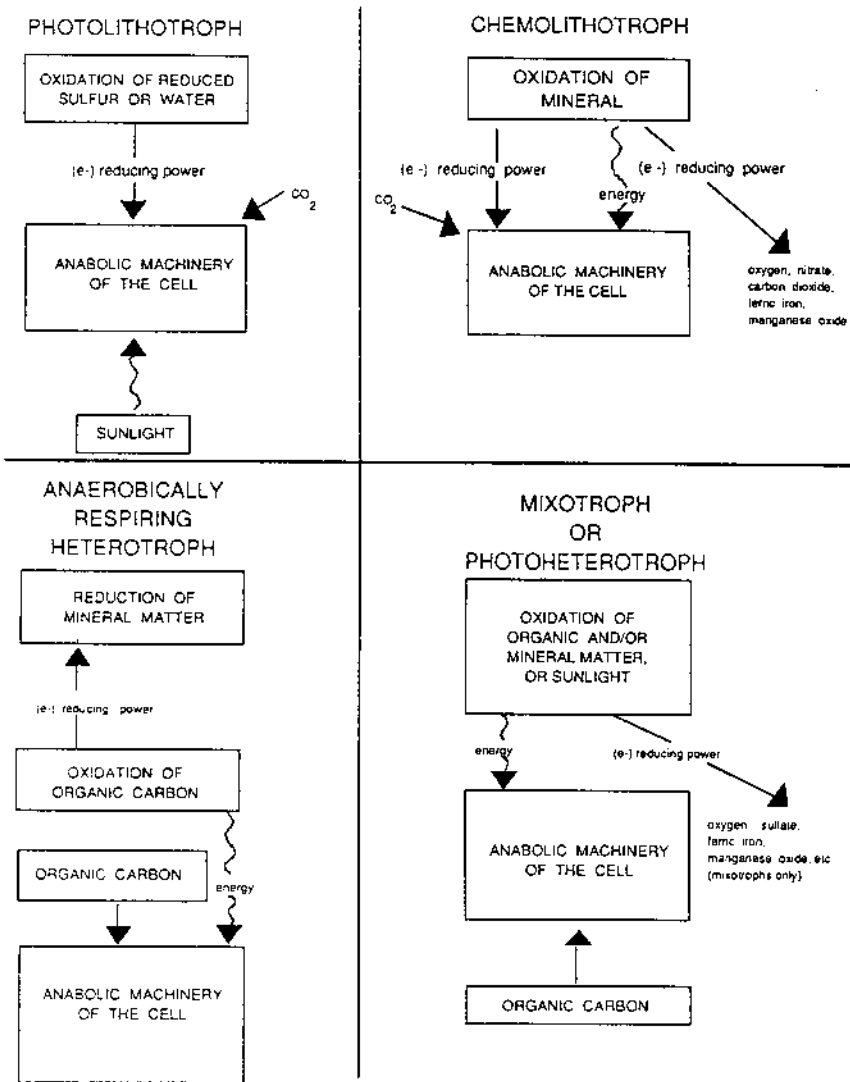 PHOTOLITHOTROPH
OXIDATION OF REDUCED
SULFUR OR WATER
(e-) reducing power
CO2
ANABOLIC MACHINERY
OF THE CELL
SUNLIGHT
CHEMOLITHOTROPH
OXIDATION OF
MINERAL
(e-) reducing power
(e-) reducing power
energy
CO2
ANABOLIC MACHINERY
OF THE CELL
oxygen, nitrate,
carbon dioxide,
ferric iron,
manganese oxide
ANAEROBICALLY
RESPIRING
HETEROTROPH
REDUCTION OF
MINERAL MATTER
(e-) reducing power
OXIDATION OF
ORGANIC CARBON
ORGANIC CARBON
energy
ANABOLIC MACHINERY
OF THE CELL
MIXOTROPH
OR
PHOTOHETEROTROPH
OXIDATION OF
ORGANIC AND/OR
MINERAL MATTER,
OR SUNLIGHT
energy
(e-) reducing power
ANABOLIC MACHINERY
OF THE CELL
oxygen sulfate,
ferric iron,
manganese oxide, etc
(mixotrophs only)
ORGANIC CARBON